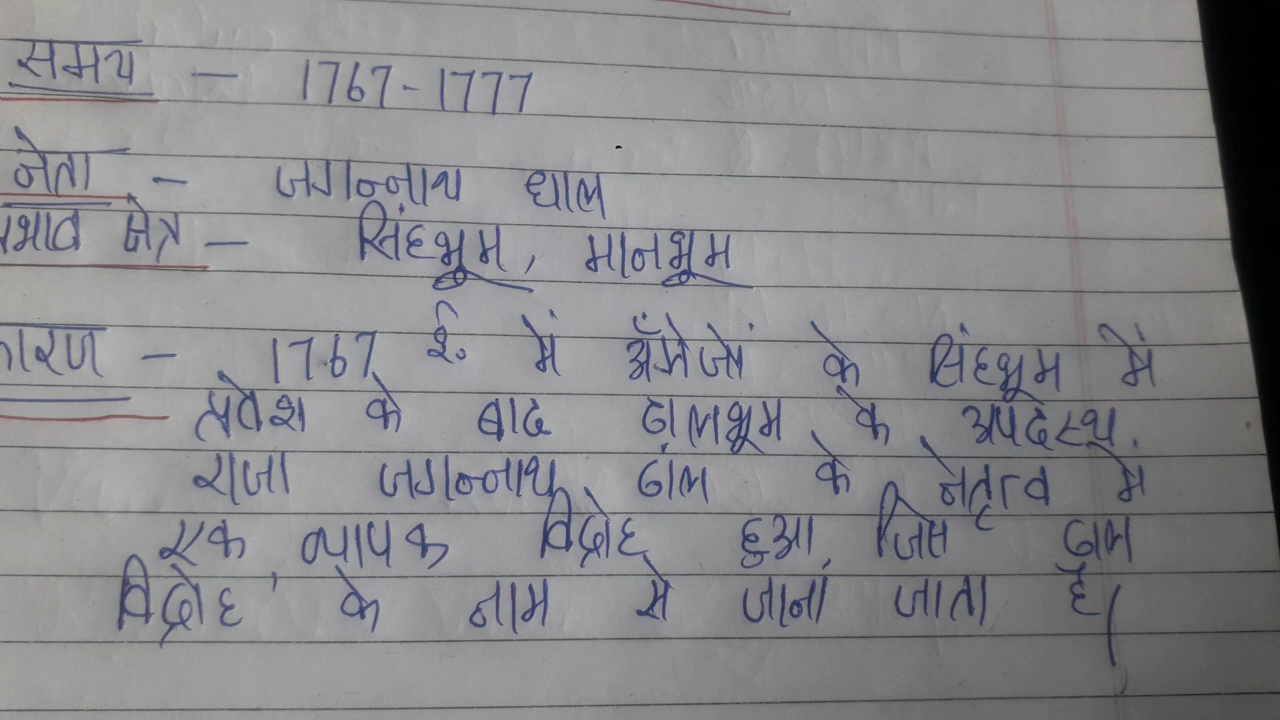 समय - 1767-1777
नेता - जगन्नाथ धाल
प्रभाव क्षेत्र - सिंहभूम, मानभूम
कारण - 1767 ई. में अँग्रेजों के सिंहभूम में
प्रवेश के बाद ढालभूम के अपदस्थ
राजा जगन्नाथ ढाल के नेतृत्व में
एक व्यापक विद्रोह हुआ, जिसे ढाल
विद्रोह' के नाम से जाना जाता है।